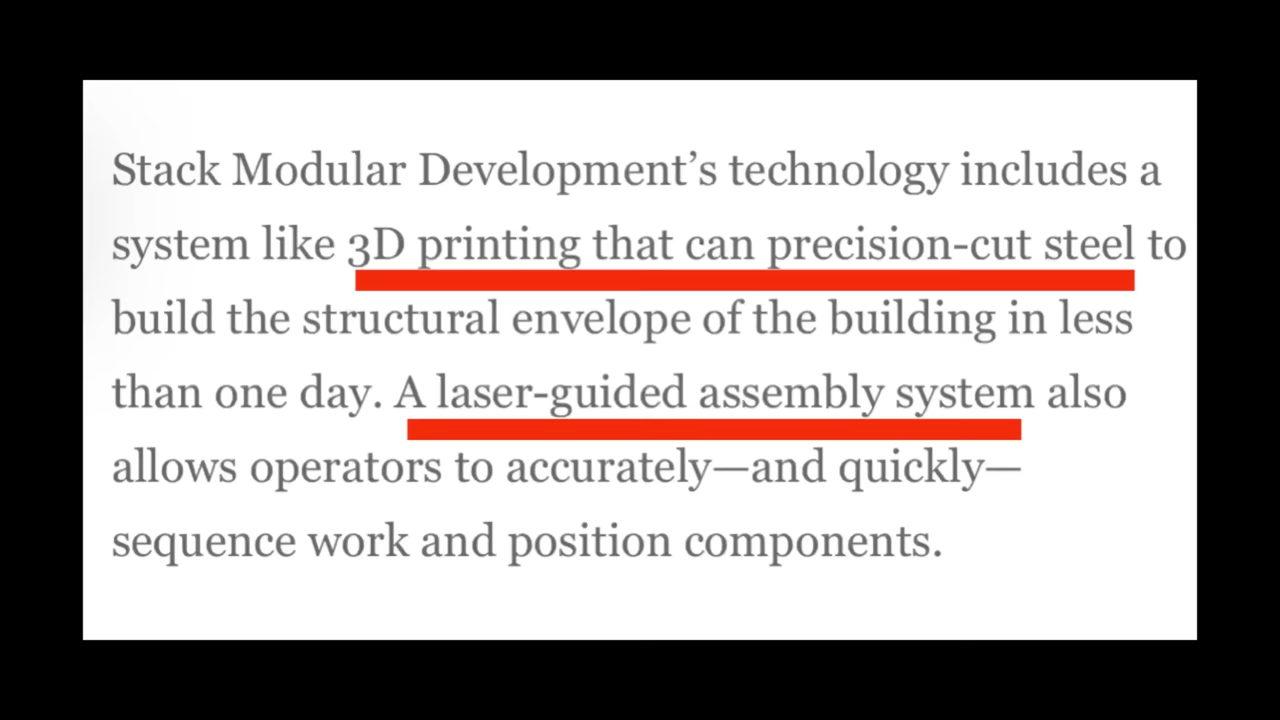 Stack Modular Development’s technology includes a
system like 3D printing that can precision-cut steel to
build the structural envelope of the building in less
than one day. A laser-guided assembly system also
allows operators to accurately—and quickly—
sequence work and position components.